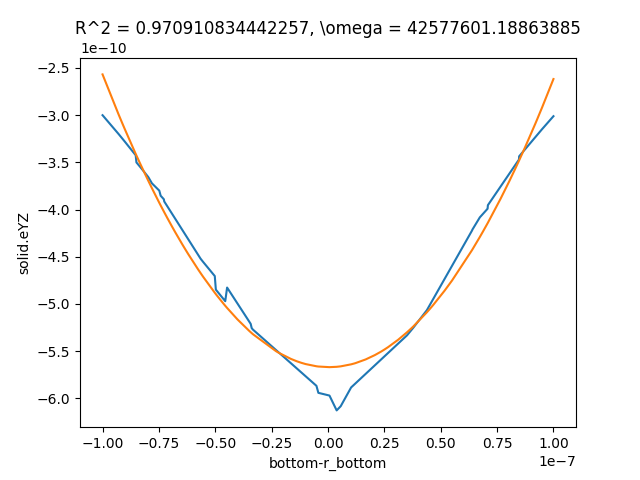 R^2 = 0.970910834442257, \omega = 42577601.18863885
1e−10
−2.5
−3.0
−3.5
−4.0
−4.5
−5.0
−5.5
−6.0
solid.eYZ
−1.00 −0.75 −0.50 −0.25 0.00 0.25 0.50 0.75 1.00
bottom-r_bottom
1e−7